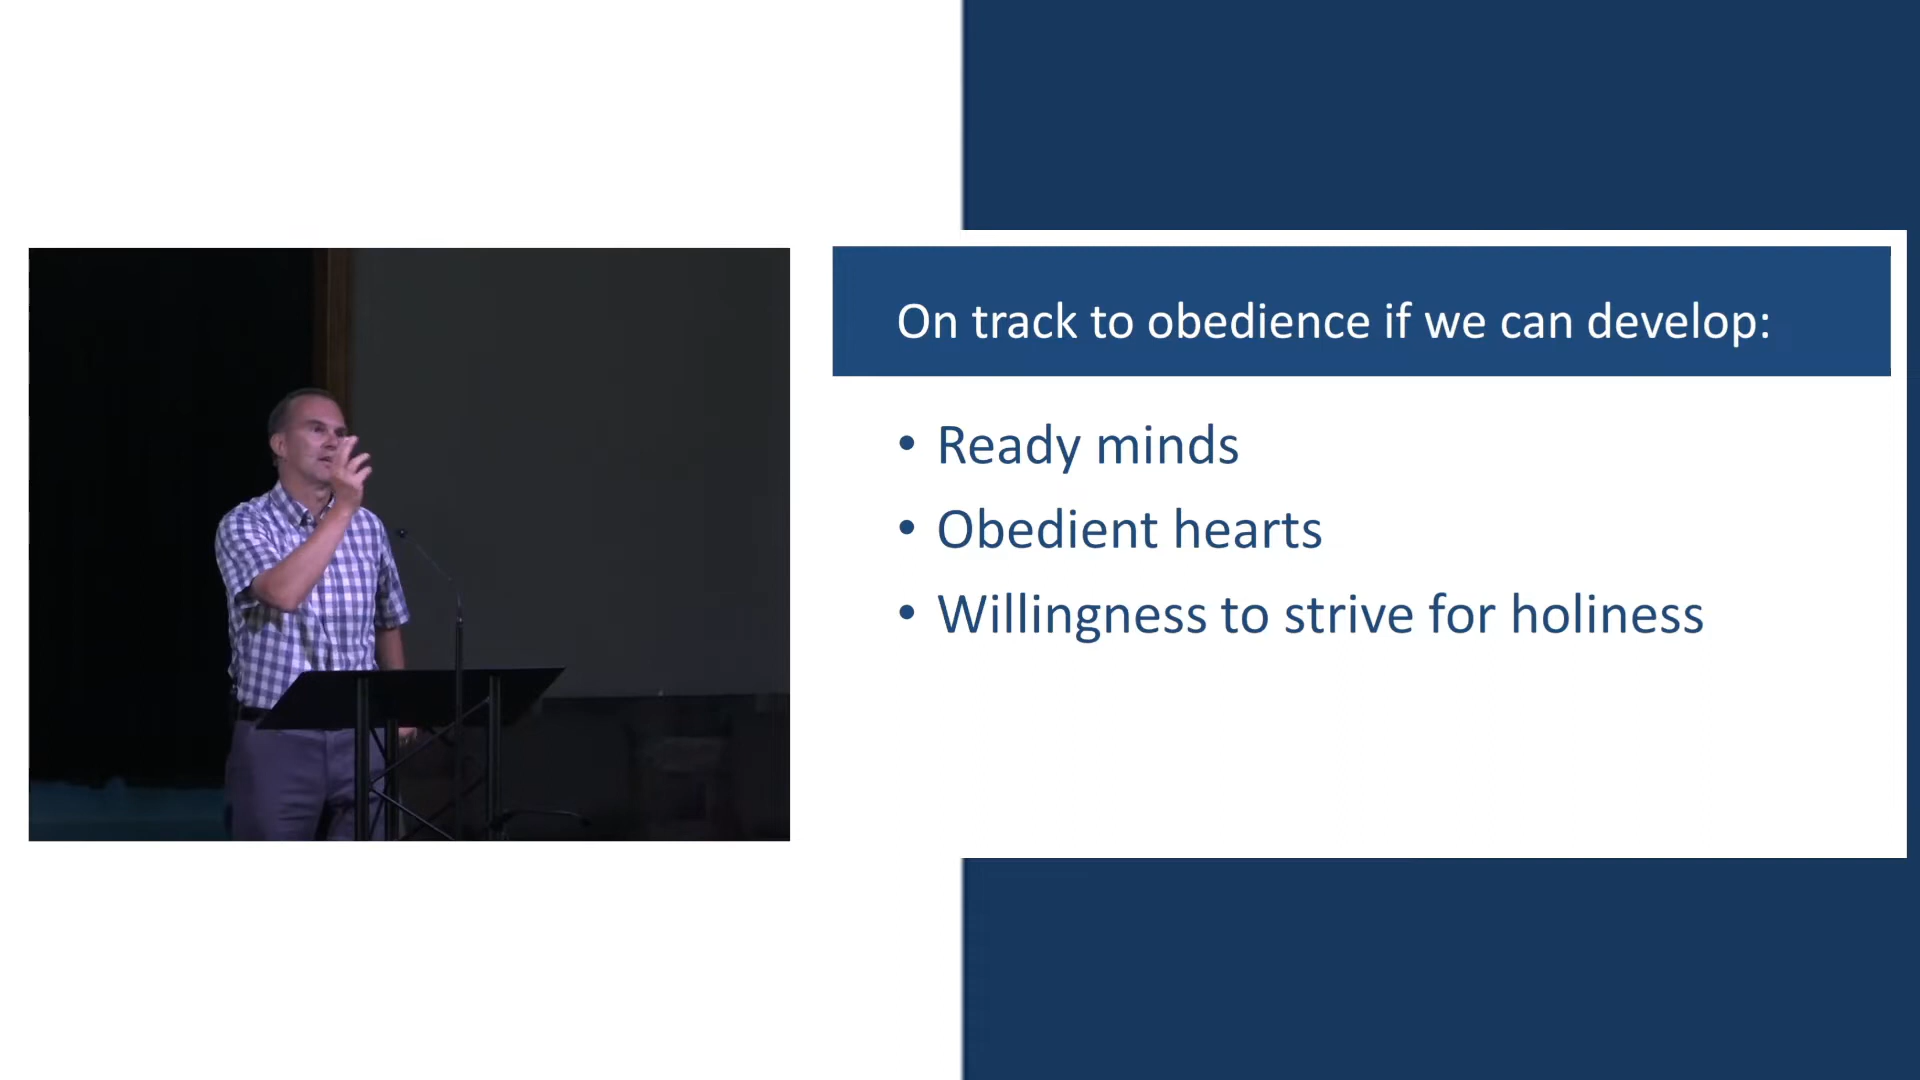 On track to obedience if we can develop:
• Ready minds
• Obedient hearts
• Willingness to strive for holiness